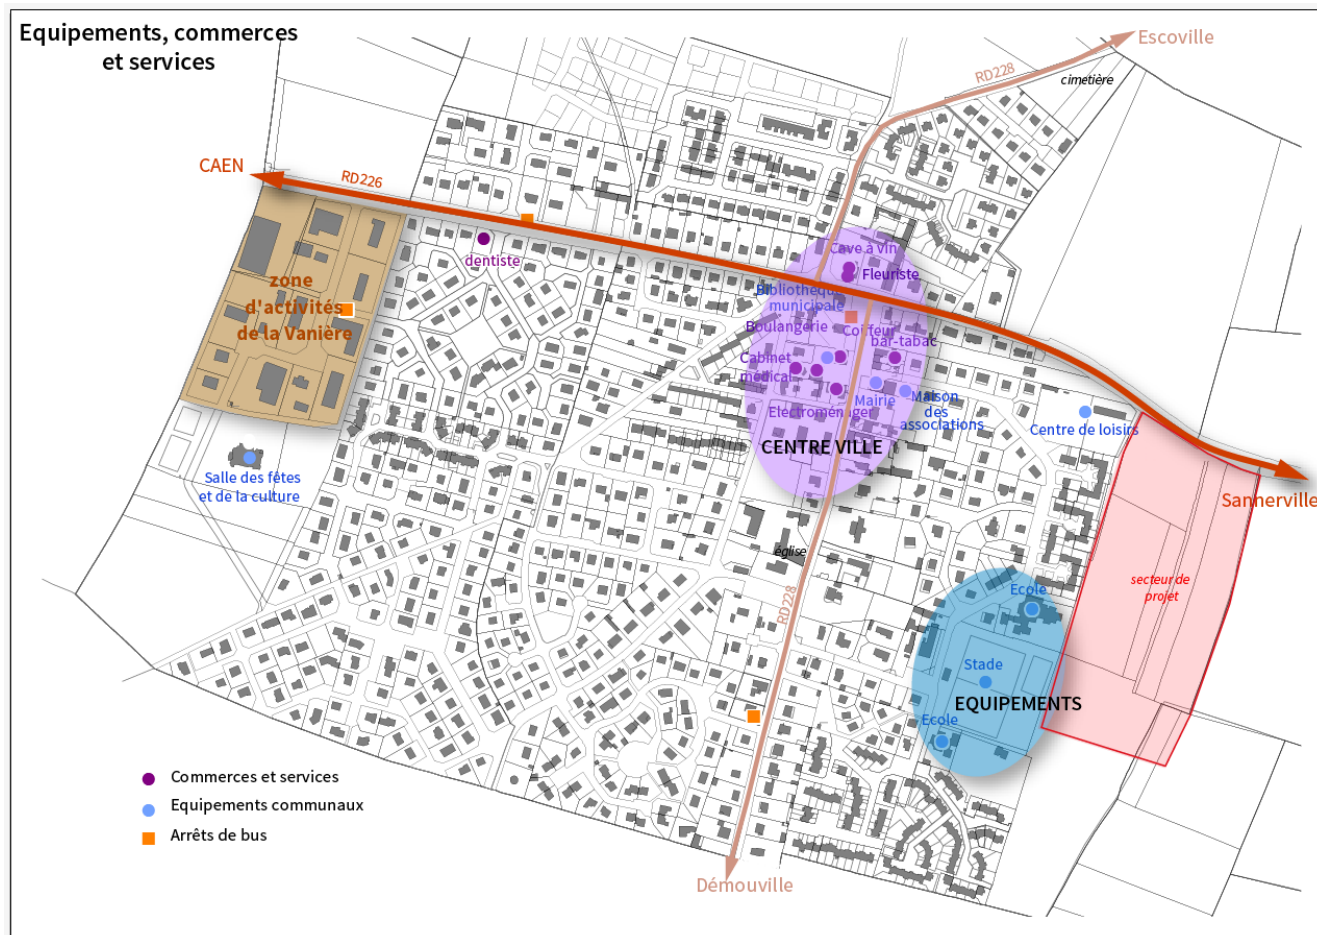 Equipements, commerces
et services
Escoville
RD228
cimetière
CAEN
RD226
dentiste
Cave à vin
Fleuriste
zone
d'activités
de la Vanière
Bibliothèque
municipale
Boulangerie
Coiffeur
bar-tabac
Cabinet
médical
Mairie
Maison
des
associations
Electroménager
Centre de loisirs
CENTRE VILLE
Salle des fêtes
et de la culture
Sannerville
église
secteur de
projet
Ecole
RD228
Stade
EQUIPEMENTS
Ecole
Commerces et services
Equipements communaux
Arrêts de bus
Démouville